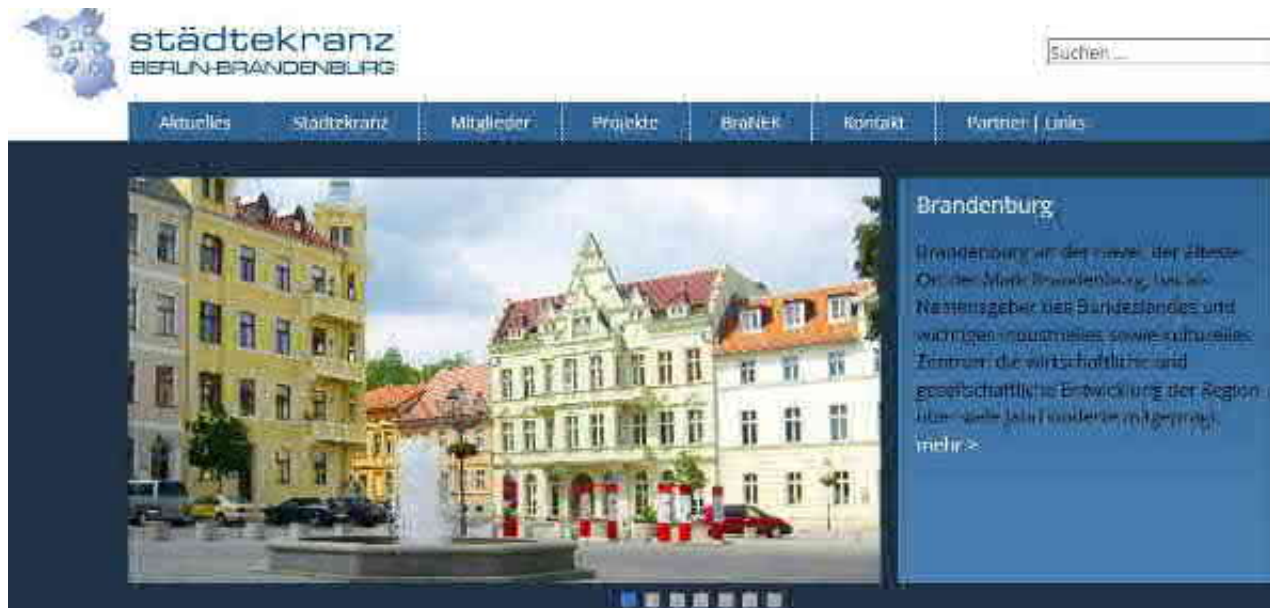 städtekranz
BERLIN-BRANDENBURG
Suchen ...
Aktuelles Städtekranz Mitglieder Projekte BraNEK Kontakt Partner | Links
Brandenburg
Brandenburg an der Havel, der älteste
Ort der Mark Brandenburg, hat als
Namensgeber des Bundeslandes und
wichtiges industrielles sowie kulturelles
Zentrum die wirtschaftliche und
gesellschaftliche Entwicklung der Region
über viele Jahrhunderte mitgeprägt.
mehr >